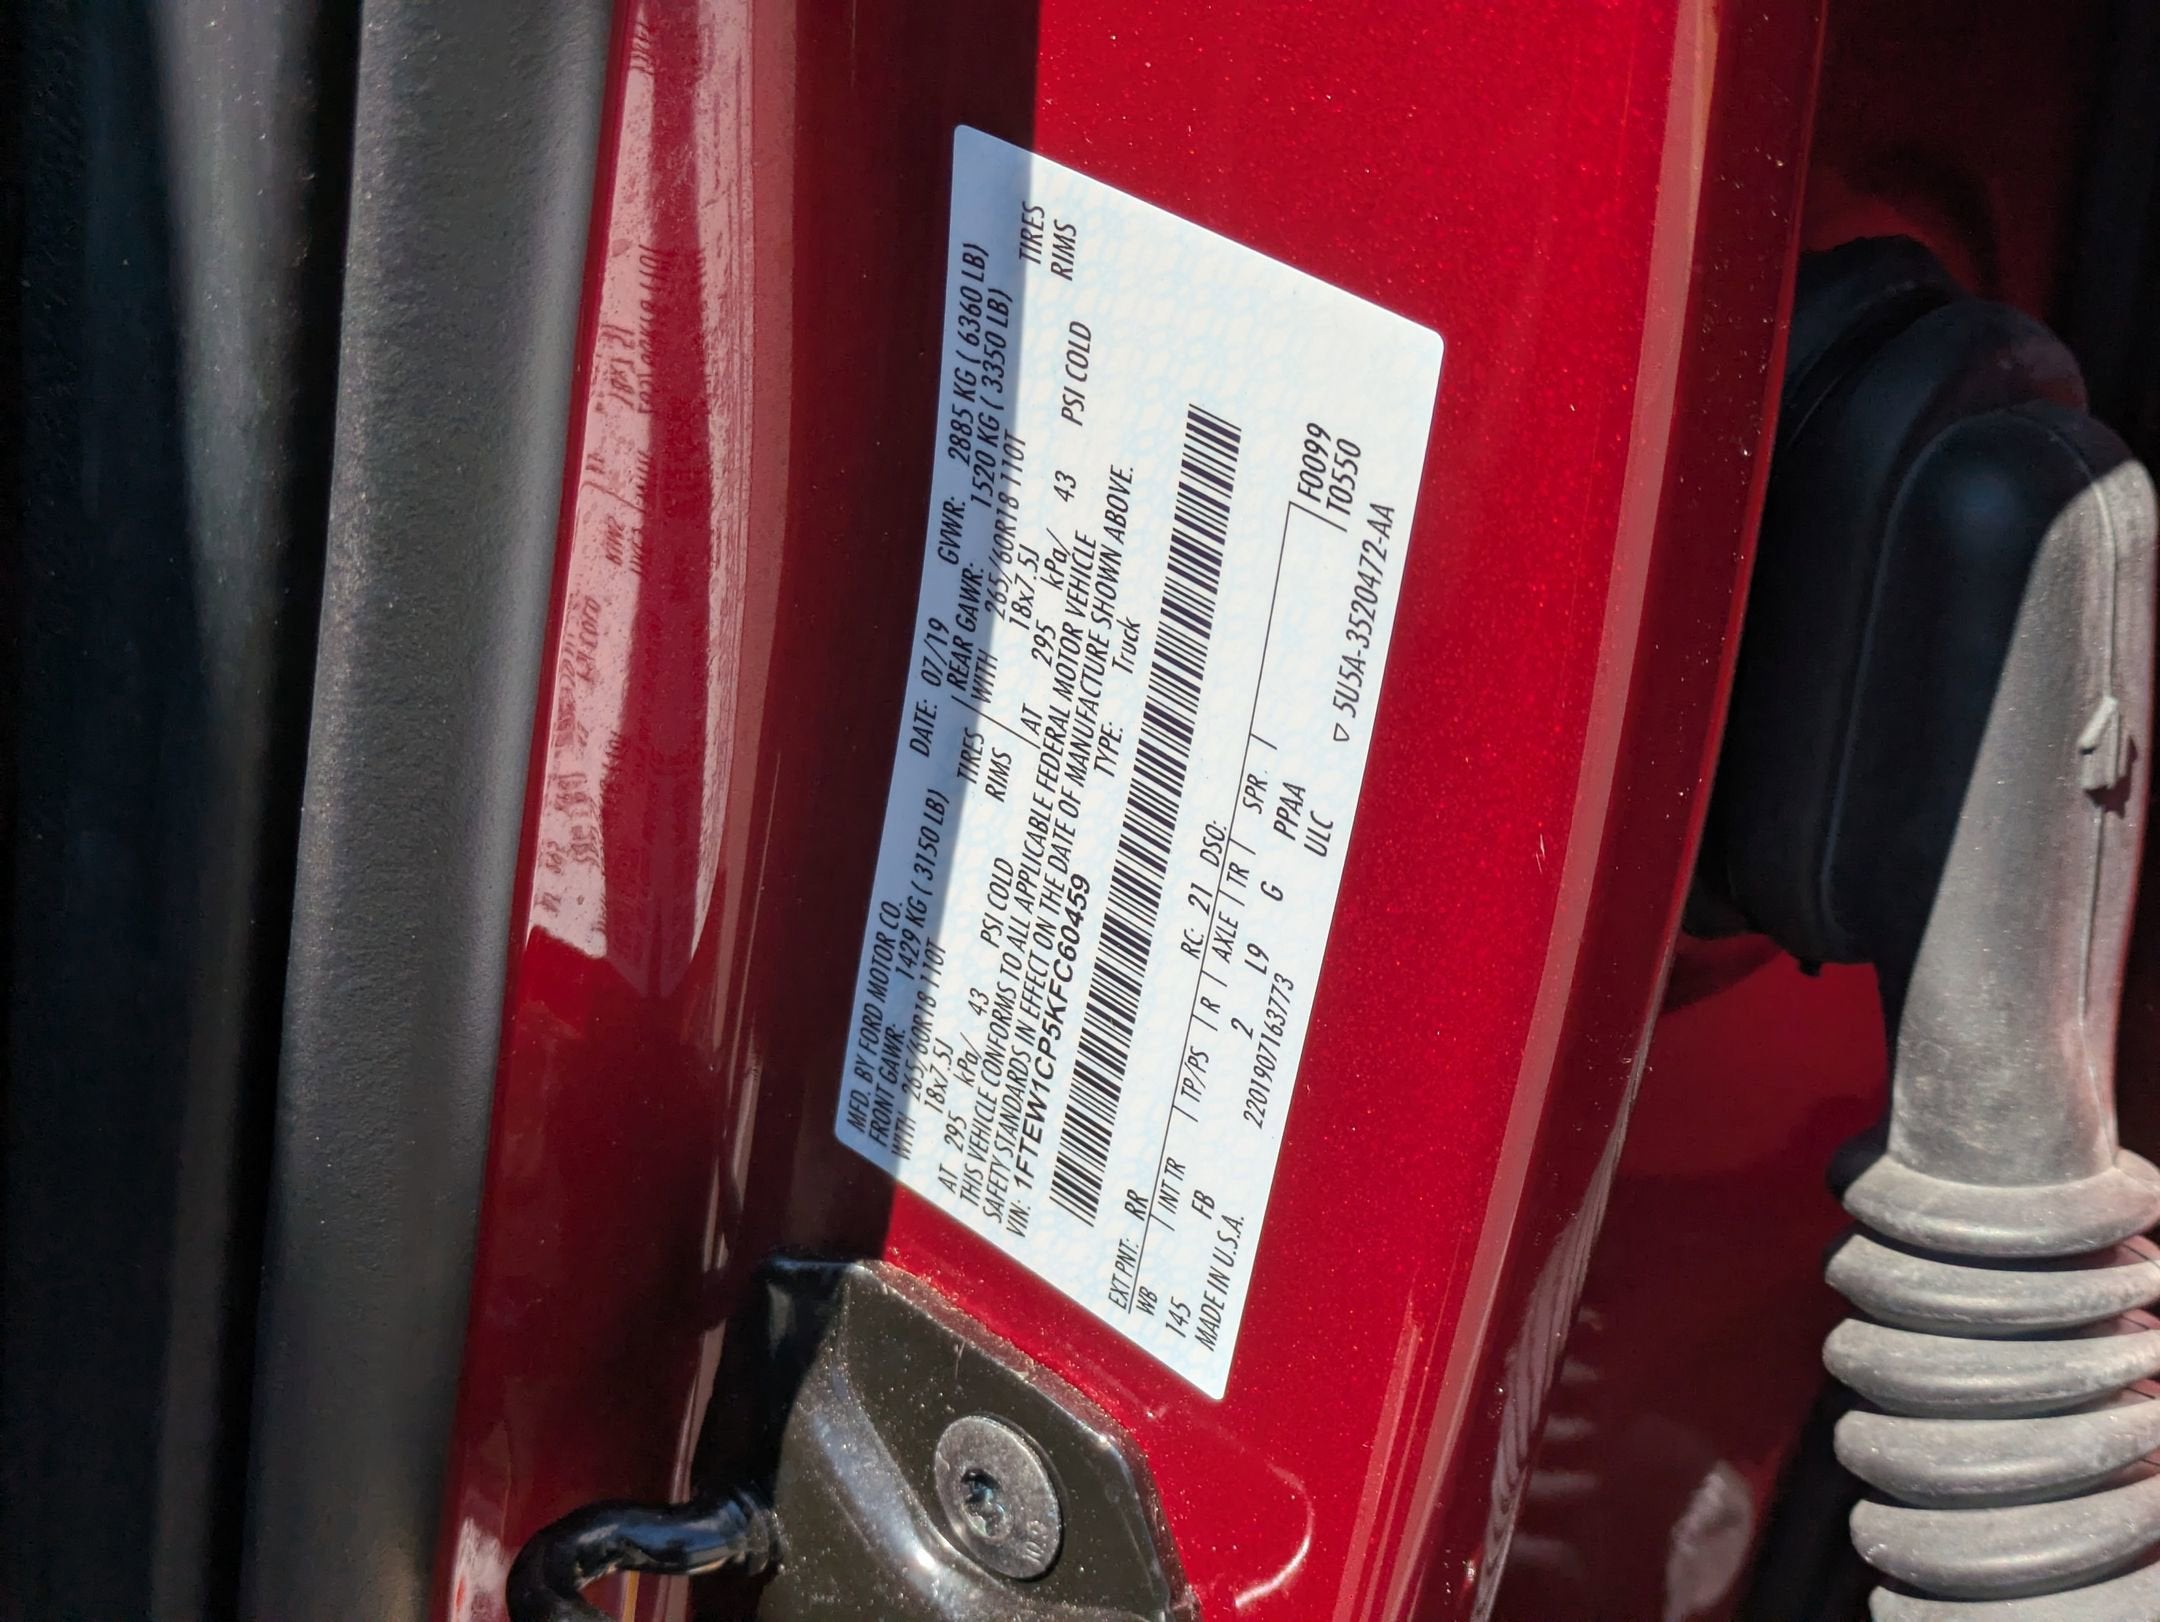 MFD. BY FORD MOTOR CO. DATE: 07/19 GVWR: 2885 KG ( 6360 LB)
FRONT GAWR: 1429 KG ( 3150 LB) REAR GAWR: 1520 KG ( 3350 LB)
WITH 265/60R18 110T TIRES WITH 265/60R18 110T TIRES
18x7.5J RIMS 18x7.5J RIMS
AT 295 kPa/ 43 PSI COLD AT 295 kPa/ 43 PSI COLD
THIS VEHICLE CONFORMS TO ALL APPLICABLE FEDERAL MOTOR VEHICLE
SAFETY STANDARDS IN EFFECT ON THE DATE OF MANUFACTURE SHOWN ABOVE.
VIN: 1FTEW1CP5KFC60459 TYPE: Truck
EXT PNT: RR RC: 21 DSO: F0099
WB INT TR TP/PS R AXLE TR SPR T0550
145 FB 2 L9 G PPAA
MADE IN U.S.A. 2201907163773 ULC ▽ 5U5A-3520472-AA